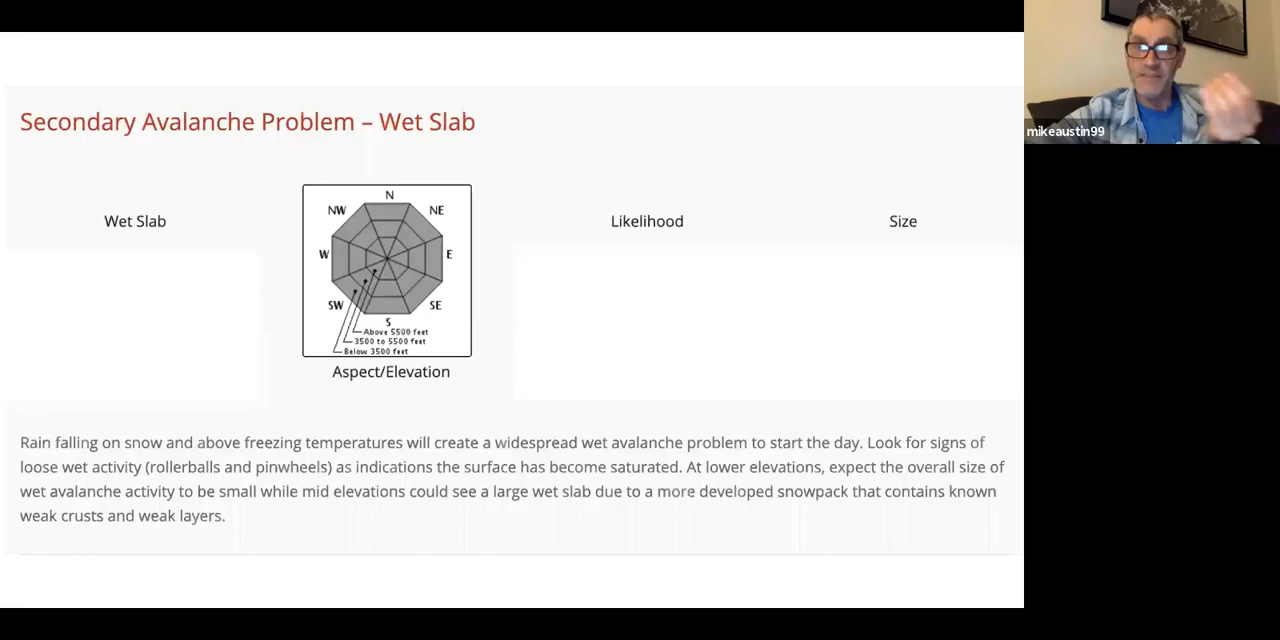 Secondary Avalanche Problem – Wet Slab
mikeaustin99
Wet Slab
N
NW
NE
W
E
SW
SE
S
Above 5500 feet
3500 to 5500 feet
Below 3500 feet
Aspect/Elevation
Likelihood
Size
Rain falling on snow and above freezing temperatures will create a widespread wet avalanche problem to start the day. Look for signs of
loose wet activity (rollerballs and pinwheels) as indications the surface has become saturated. At lower elevations, expect the overall size of
wet avalanche activity to be small while mid elevations could see a large wet slab due to a more developed snowpack that contains known
weak crusts and weak layers.